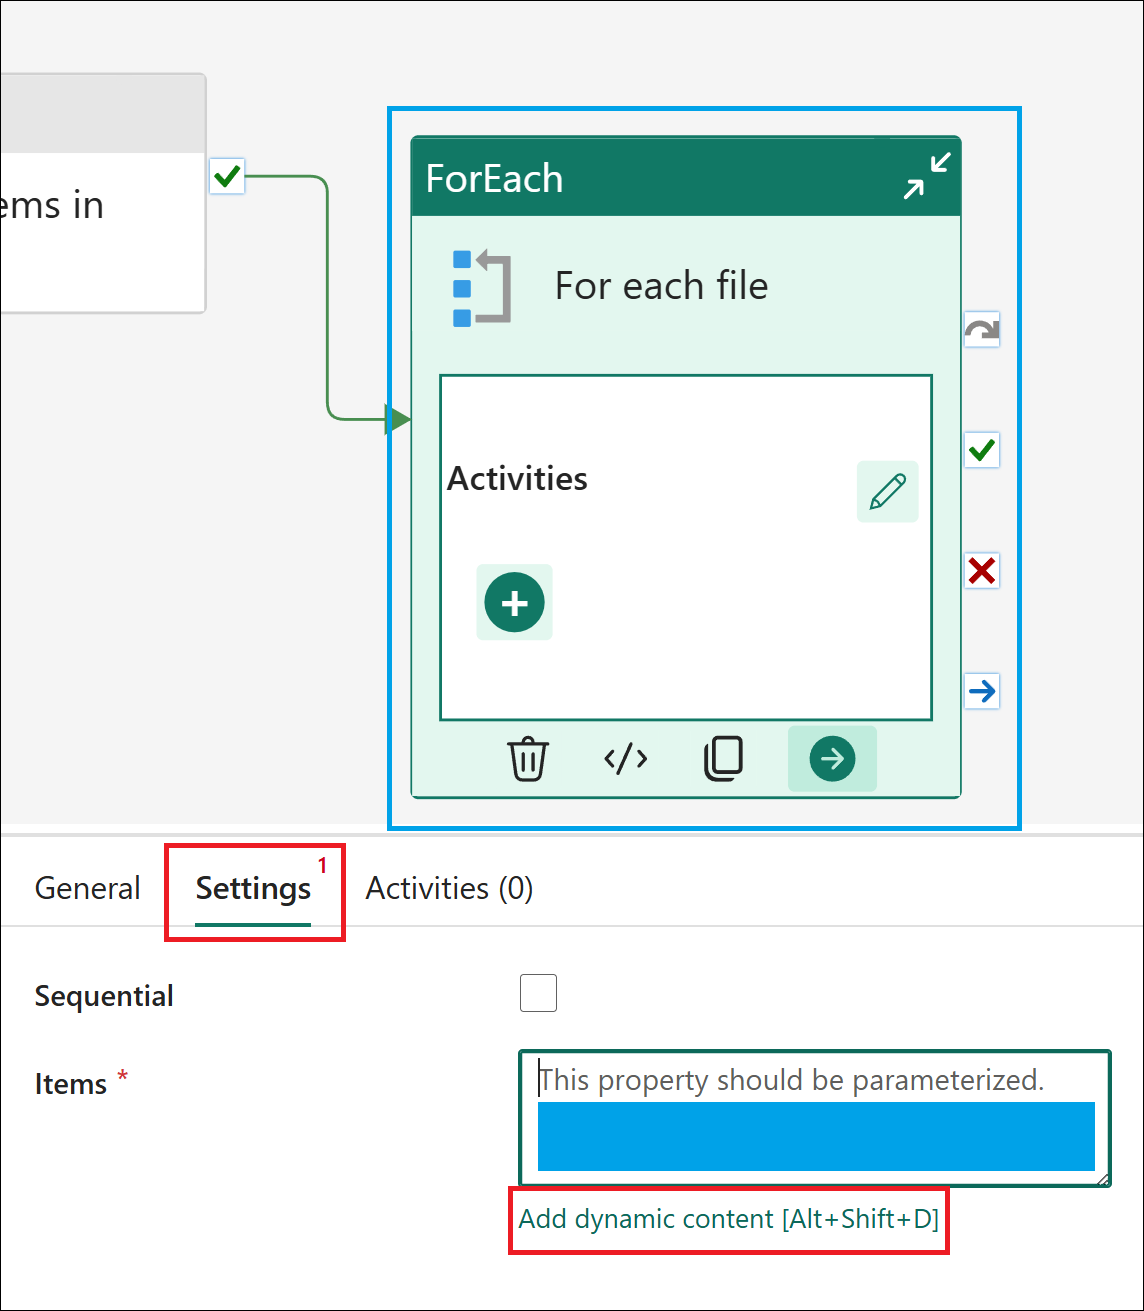 ForEach
ems in
For each file
Activities
General
Settings 1
Activities (0)
Sequential
Items *
This property should be parameterized.
Add dynamic content [Alt+Shift+D]